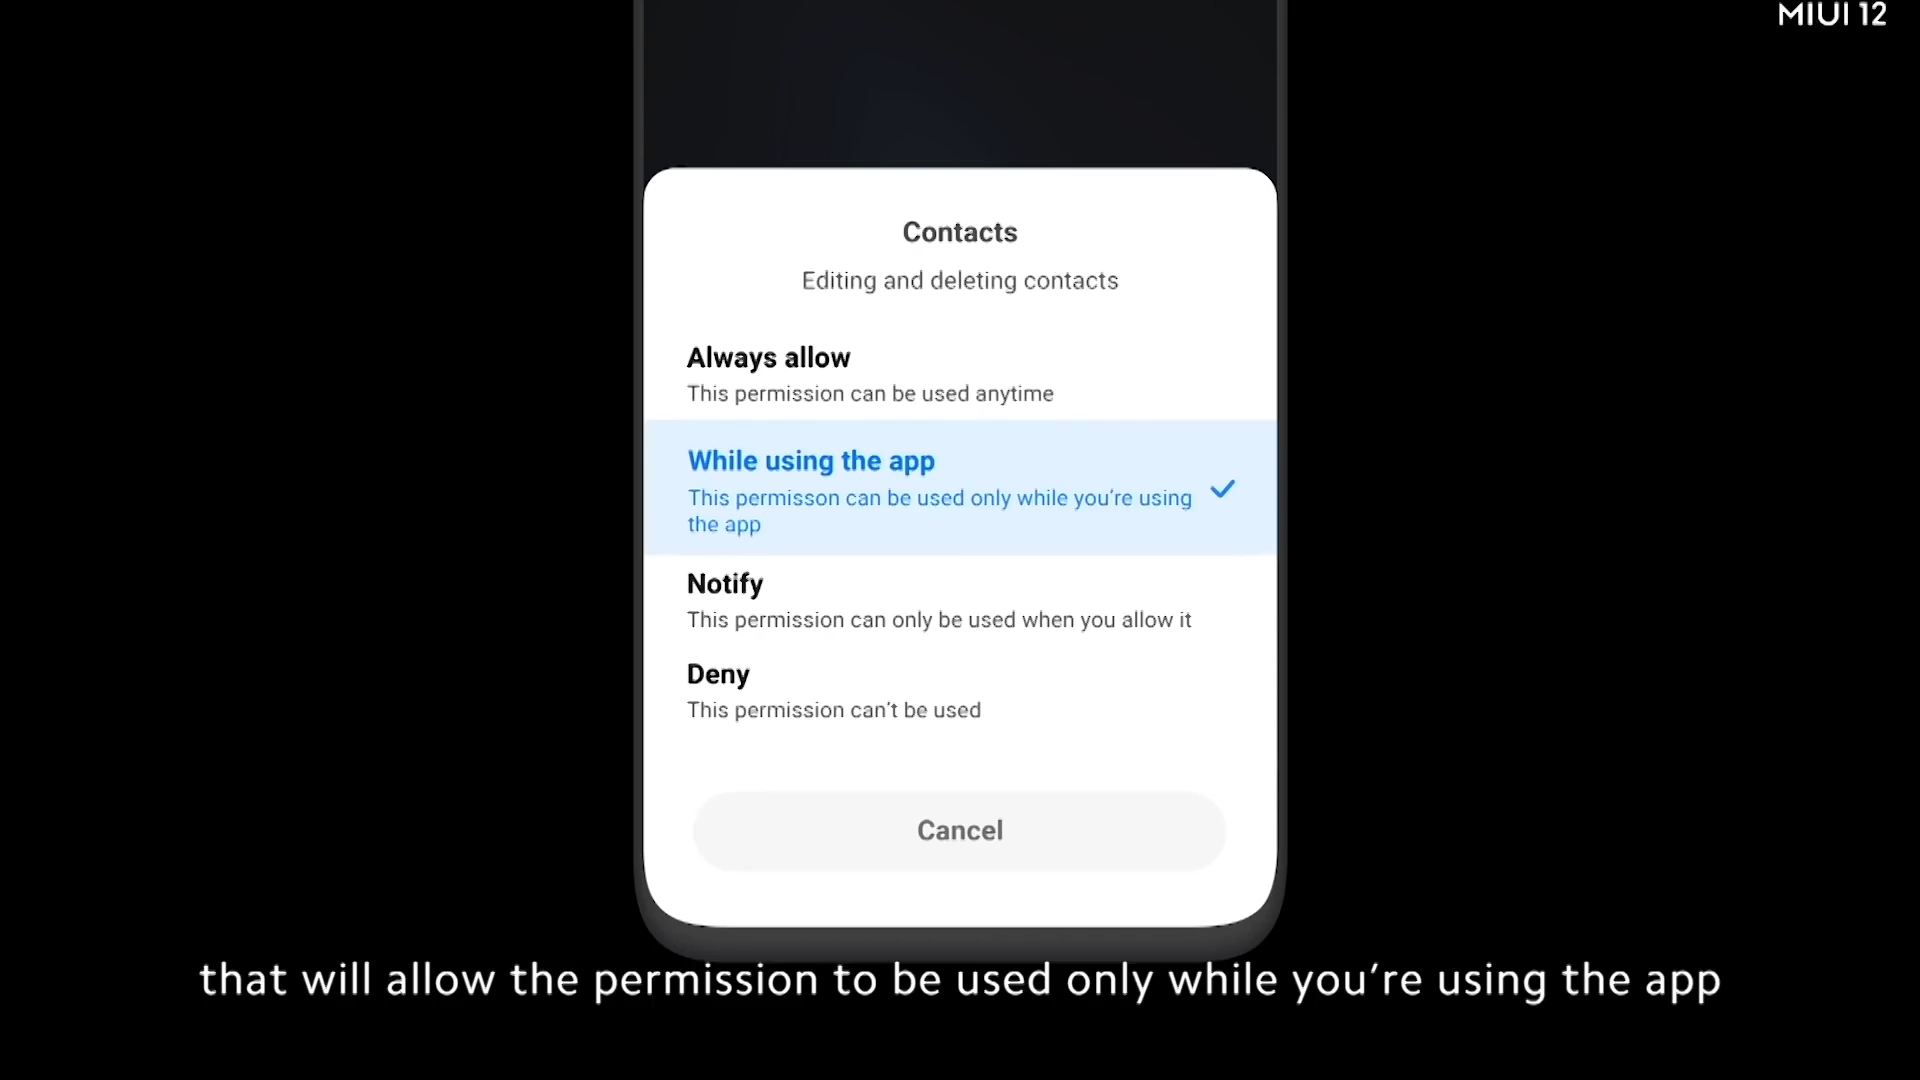 MIUI 12
Contacts
Editing and deleting contacts
Always allow
This permission can be used anytime
While using the app
This permisson can be used only while you're using
the app
Notify
This permission can only be used when you allow it
Deny
This permission can't be used
Cancel
that will allow the permission to be used only while you're using the app